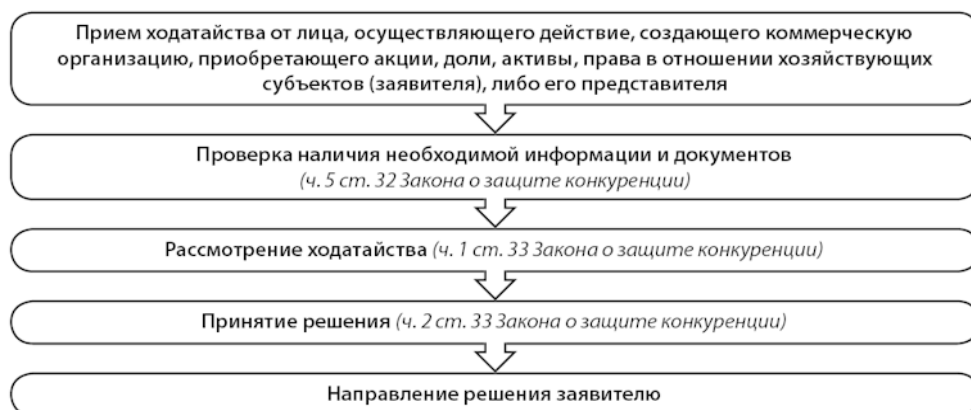 Прием ходатайства от лица, осуществляющего действие, создающего коммерческую
организацию, приобретающего акции, доли, активы, права в отношении хозяйствующих
субъектов (заявителя), либо его представителя
Проверка наличия необходимой информации и документов
(ч. 5 ст. 32 Закона о защите конкуренции)
Рассмотрение ходатайства (ч. 1 ст. 33 Закона о защите конкуренции)
Принятие решения (ч. 2 ст. 33 Закона о защите конкуренции)
Направление решения заявителю